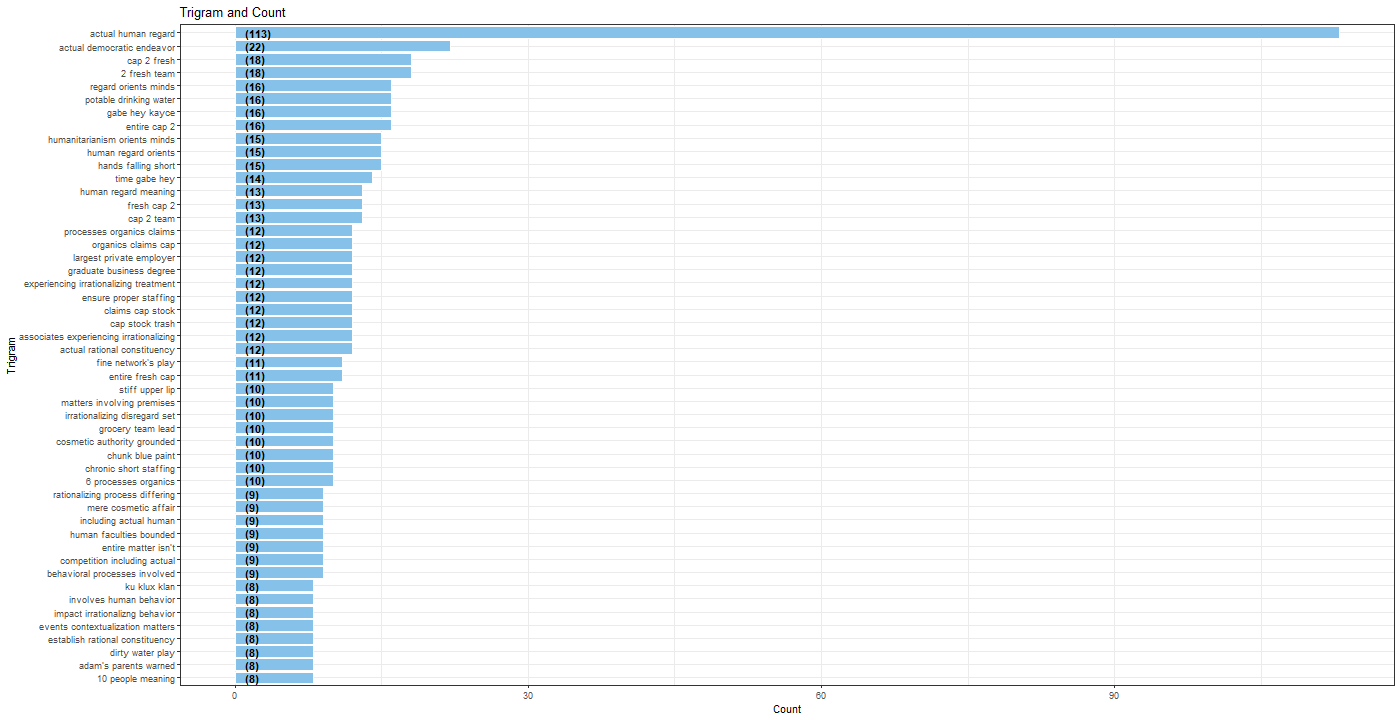 Trigram and Count
actual human regard (113)
actual democratic endeavor (22)
cap 2 fresh (18)
2 fresh team (18)
regard orients minds (16)
potable drinking water (16)
gabe hey kayce (16)
entire cap 2 (16)
humanitarianism orients minds (15)
human regard orients (15)
hands falling short (15)
time gabe hey (14)
human regard meaning (13)
fresh cap 2 (13)
cap 2 team (13)
processes organics claims (12)
organics claims cap (12)
largest private employer (12)
graduate business degree (12)
experiencing irrationalizing treatment (12)
ensure proper staffing (12)
claims cap stock (12)
cap stock trash (12)
associates experiencing irrationalizing (12)
actual rational constituency (12)
fine network's play (11)
entire fresh cap (11)
stiff upper lip (10)
matters involving premises (10)
irrationalizing disregard set (10)
grocery team lead (10)
cosmetic authority grounded (10)
chunk blue paint (10)
chronic short staffing (10)
6 processes organics (10)
rationalizing process differing (9)
mere cosmetic affair (9)
including actual human (9)
human faculties bounded (9)
entire matter isn't (9)
competition including actual (9)
behavioral processes involved (9)
ku klux klan (8)
involves human behavior (8)
impact irrationalizng behavior (8)
events contextualization matters (8)
establish rational constituency (8)
dirty water play (8)
adam's parents warned (8)
10 people meaning (8)
0 30 60 90
Count
Trigram